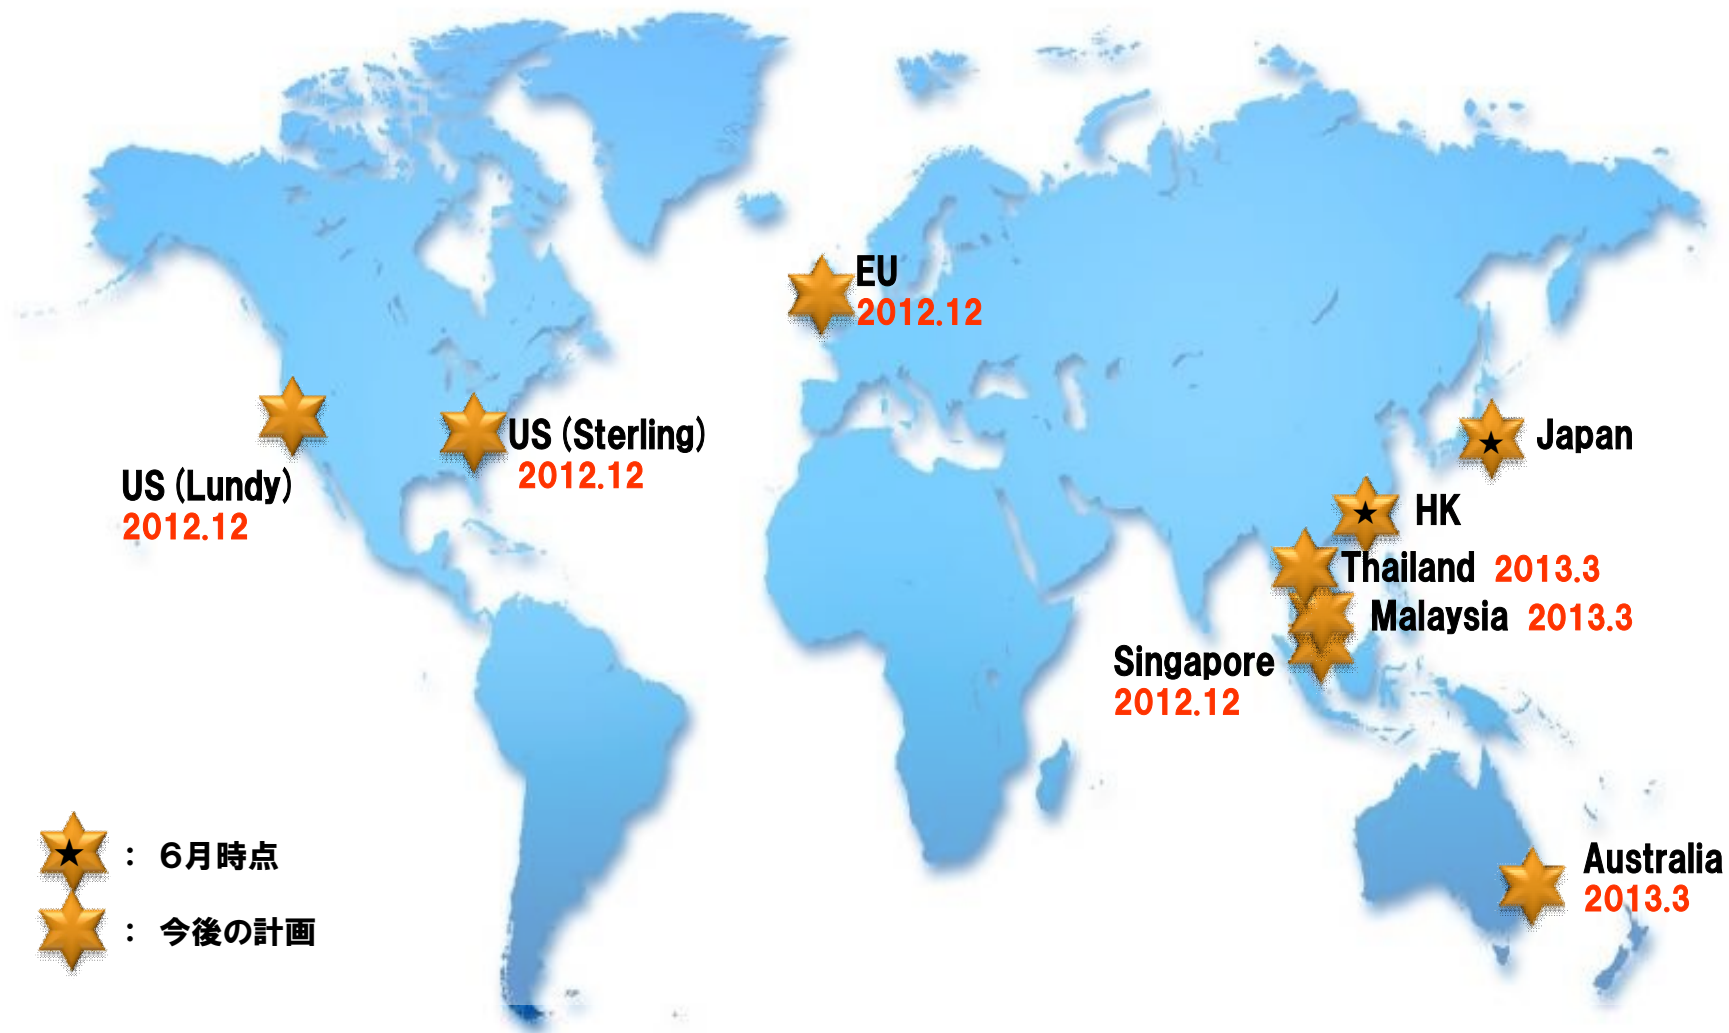 EU
2012.12
US (Sterling)
2012.12
US (Lundy)
2012.12
Japan
HK
Thailand 2013.3
Malaysia 2013.3
Singapore
2012.12
Australia
2013.3
： 6月時点
： 今後の計画